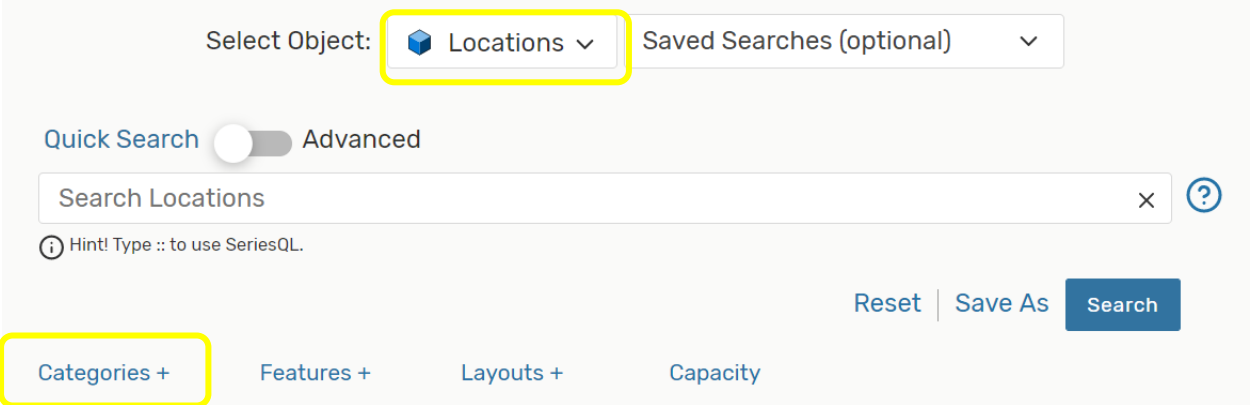 Select Object: Locations Saved Searches (optional)
Quick Search Advanced
Search Locations
Hint! Type :: to use SeriesQL.
Reset Save As Search
Categories + Features + Layouts + Capacity